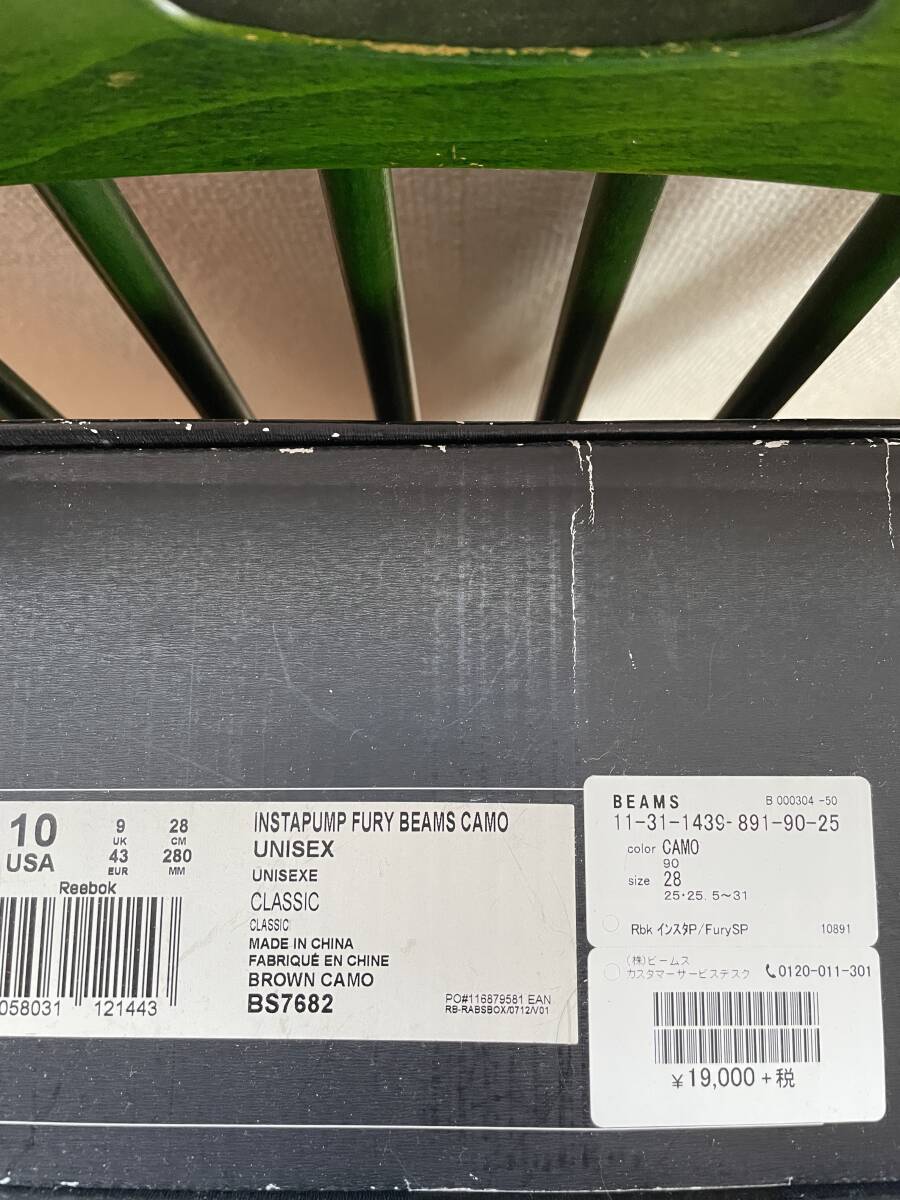 10
USA
9
UK
43
EUR
28
CM
280
MM
Reebok
058031 121443
INSTAPUMP FURY BEAMS CAMO
UNISEX
UNISEXE
CLASSIC
CLASSIC
MADE IN CHINA
FABRIQUÉ EN CHINE
BROWN CAMO
BS7682
PO#116879581 EAN
RB-RABSBOX/0712/V01
BEAMS B 000304 -50
11-31-1439-891-90-25
color CAMO
90
size 28
25・25.5~31
Rbk インスタP/FurySP 10891
(株)ビームス
カスタマーサービスデスク 0120-011-301
¥19,000+税